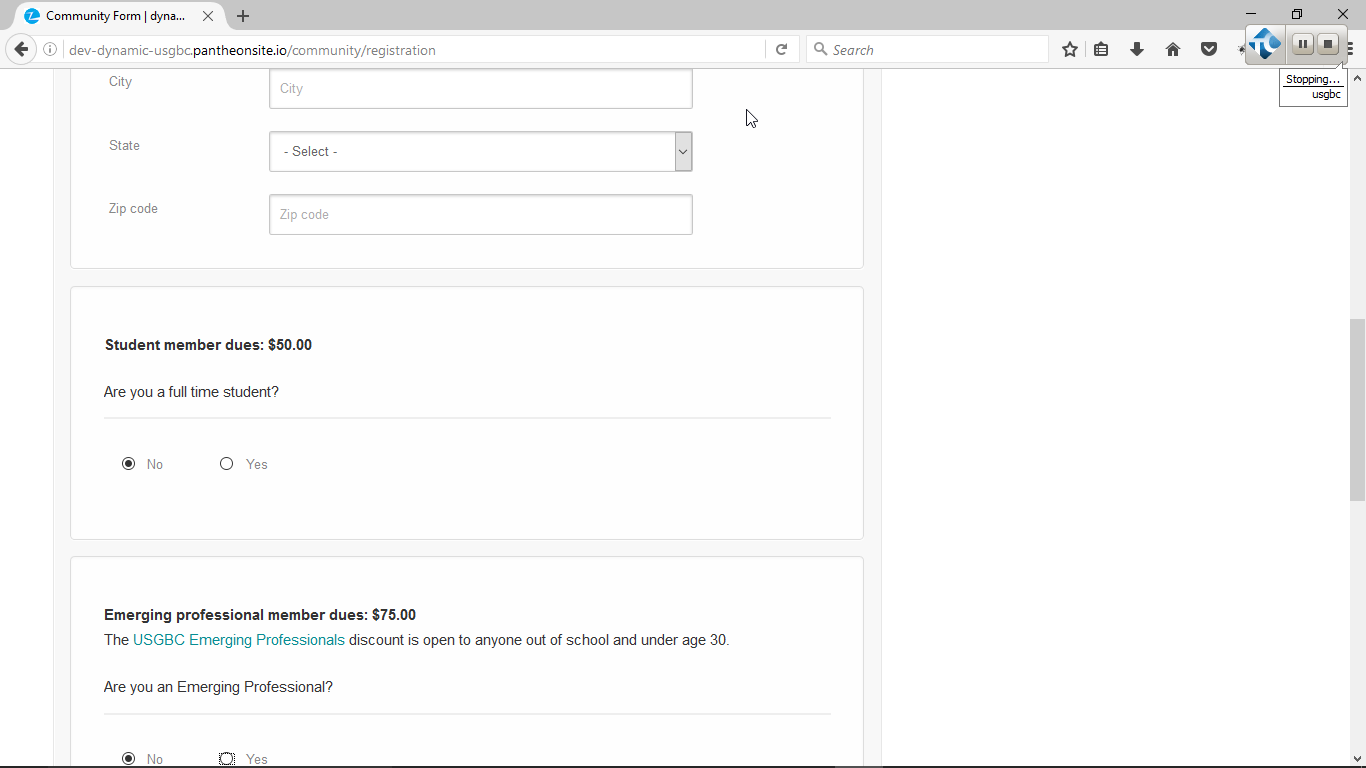 Community Form | dyna...
dev-dynamic-usgbc.pantheonsite.io/community/registration
Search
Stopping...
usgbc
City
City
State
- Select -
Zip code
Zip code
Student member dues: $50.00
Are you a full time student?
No
Yes
Emerging professional member dues: $75.00
The USGBC Emerging Professionals discount is open to anyone out of school and under age 30.
Are you an Emerging Professional?
No
Yes